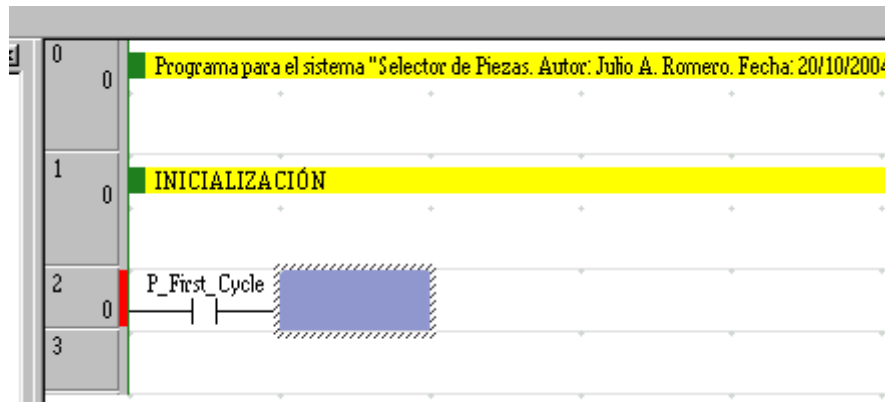 0
0
Programa para el sistema "Selector de Piezas. Autor: Julio A. Romero. Fecha: 20/10/2004
1
0
INICIALIZACIÓN
2
P_First_Cycle
0
3